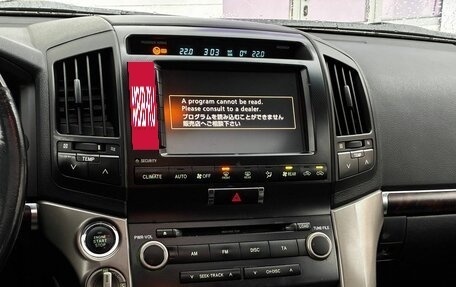 22.0 3:03 0° 22.0
A program cannot be read.
Please consult to a dealer.
プログラムを読み込むことができません
販売店へご相談下さい
TEMP
SECURITY
CLIMATE AUTO OFF REAR
PWR·VOL
LOAD
TUNE·FILE
ENGINE
START
STOP
AM FM DISC TA
SEEK·TRACK
CH·DISC